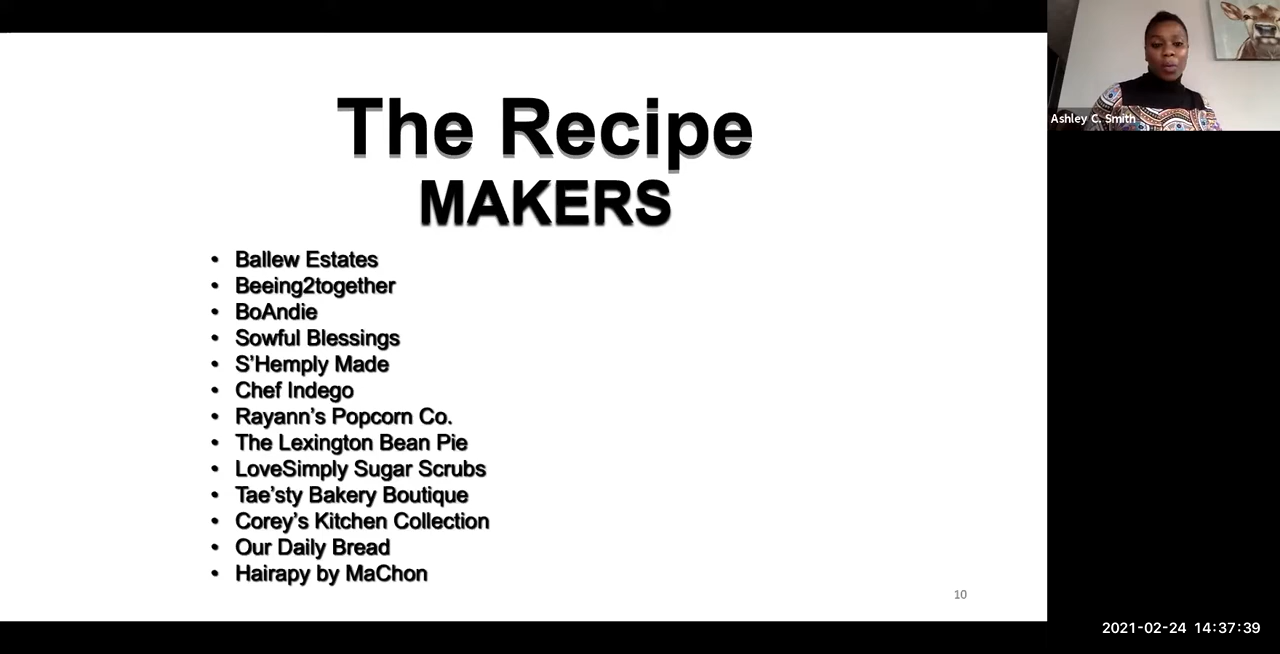 The Recipe
MAKERS
• Ballew Estates
• Beeing2together
• BoAndie
• Sowful Blessings
• S'Hemply Made
• Chef Indego
• Rayann's Popcorn Co.
• The Lexington Bean Pie
• LoveSimply Sugar Scrubs
• Tae'sty Bakery Boutique
• Corey's Kitchen Collection
• Our Daily Bread
• Hairapy by MaChon
10
Ashley C. Smith
2021-02-24 14:37:39